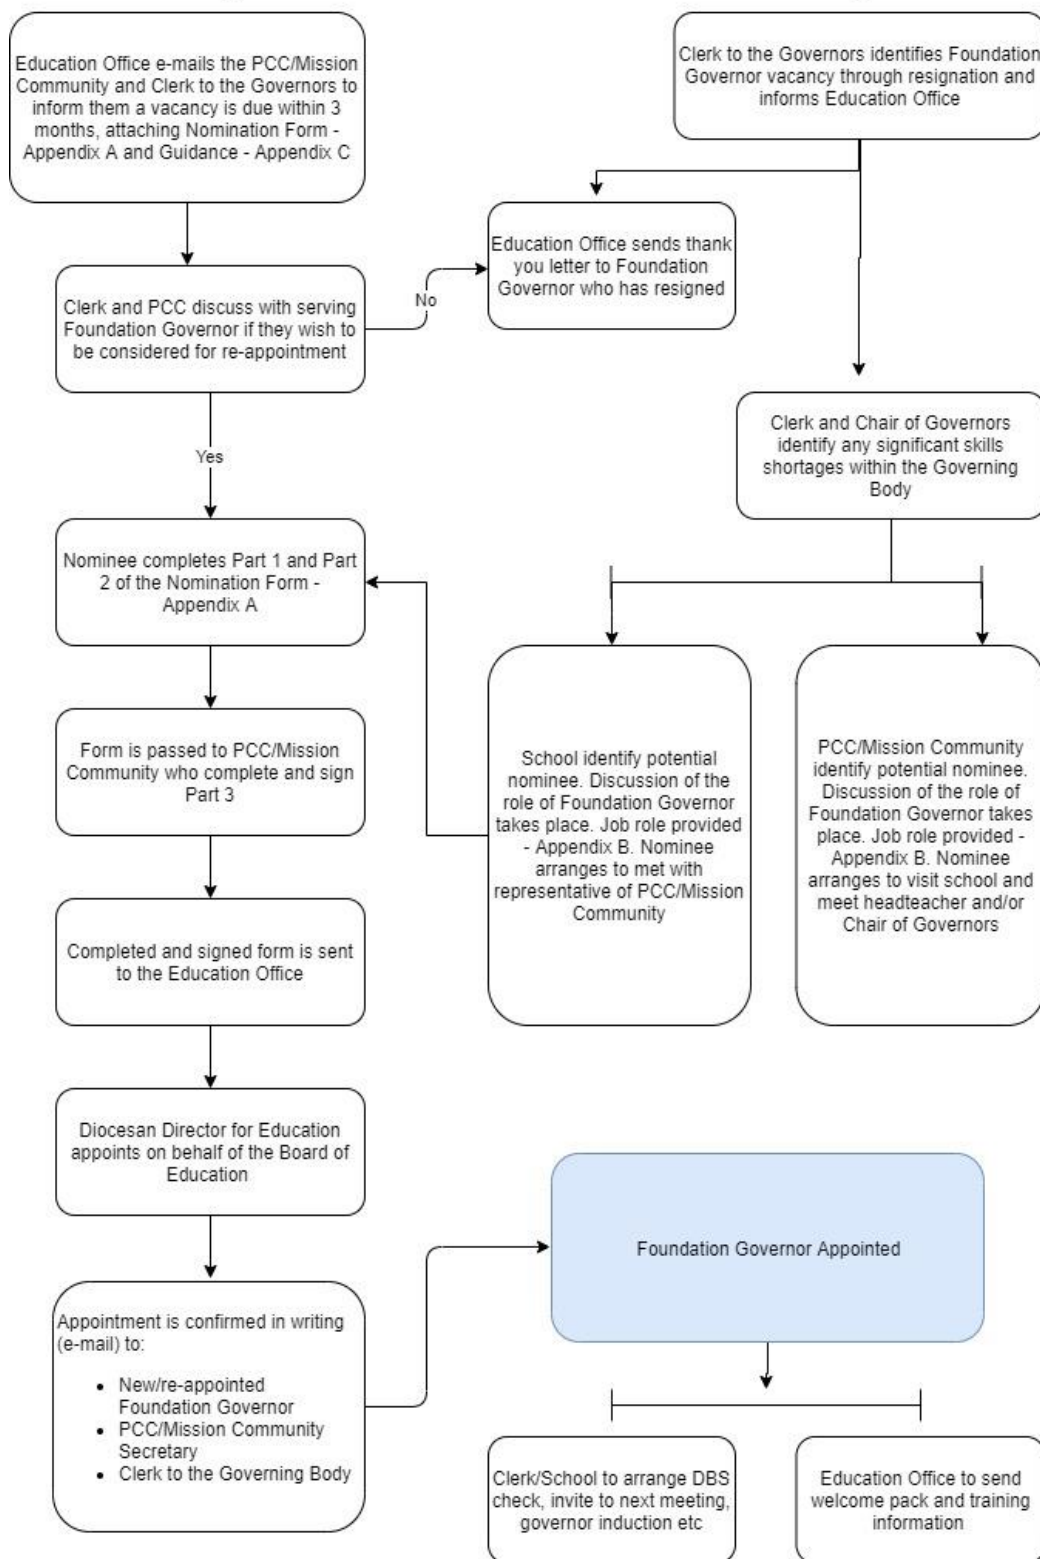 Education Office e-mails the PCC/Mission
Community and Clerk to the Governors to
inform them a vacancy is due within 3
months, attaching Nomination Form -
Appendix A and Guidance - Appendix C
Clerk to the Governors identifies Foundation
Governor vacancy through resignation and
informs Education Office
Education Office sends thank
you letter to Foundation
Governor who has resigned
Clerk and PCC discuss with serving
Foundation Governor if they wish to
be considered for re-appointment
No
Yes
Clerk and Chair of Governors
identify any significant skills
shortages within the Governing
Body
Nominee completes Part 1 and Part
2 of the Nomination Form -
Appendix A
Form is passed to PCC/Mission
Community who complete and sign
Part 3
School identify potential
nominee. Discussion of the
role of Foundation Governor
takes place. Job role provided
- Appendix B. Nominee
arranges to met with
representative of PCC/Mission
Community
PCC/Mission Community
identify potential nominee.
Discussion of the role of
Foundation Governor takes
place. Job role provided -
Appendix B. Nominee
arranges to visit school and
meet headteacher and/or
Chair of Governors
Completed and signed form is sent
to the Education Office
Diocesan Director for Education
appoints on behalf of the Board of
Education
Foundation Governor Appointed
Appointment is confirmed in writing
(e-mail) to:
• New/re-appointed
Foundation Governor
• PCC/Mission Community
Secretary
• Clerk to the Governing Body
Clerk/School to arrange DBS
check, invite to next meeting,
governor induction etc
Education Office to send
welcome pack and training
information